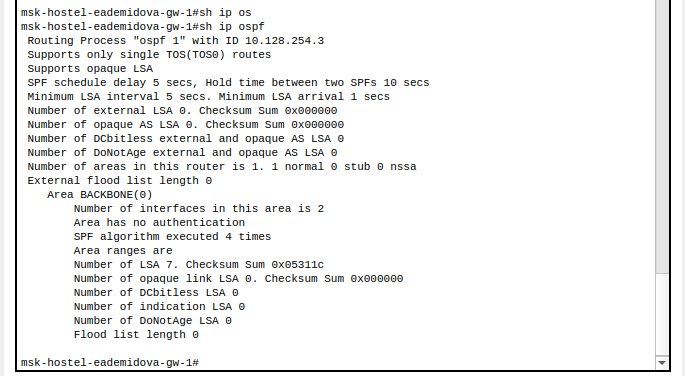 msk-hostel-eademidova-gw-1#sh ip os
msk-hostel-eademidova-gw-1#sh ip ospf
Routing Process "ospf 1" with ID 10.128.254.3
Supports only single TOS(TOS0) routes
Supports opaque LSA
SPF schedule delay 5 secs, Hold time between two SPFs 10 secs
Minimum LSA interval 5 secs. Minimum LSA arrival 1 secs
Number of external LSA 0. Checksum Sum 0x000000
Number of opaque AS LSA 0. Checksum Sum 0x000000
Number of DCbitless external and opaque AS LSA 0
Number of DoNotAge external and opaque AS LSA 0
Number of areas in this router is 1. 1 normal 0 stub 0 nssa
External flood list length 0
Area BACKBONE(0)
Number of interfaces in this area is 2
Area has no authentication
SPF algorithm executed 4 times
Area ranges are
Number of LSA 7. Checksum Sum 0x05311c
Number of opaque link LSA 0. Checksum Sum 0x000000
Number of DCbitless LSA 0
Number of indication LSA 0
Number of DoNotAge LSA 0
Flood list length 0
msk-hostel-eademidova-gw-1#